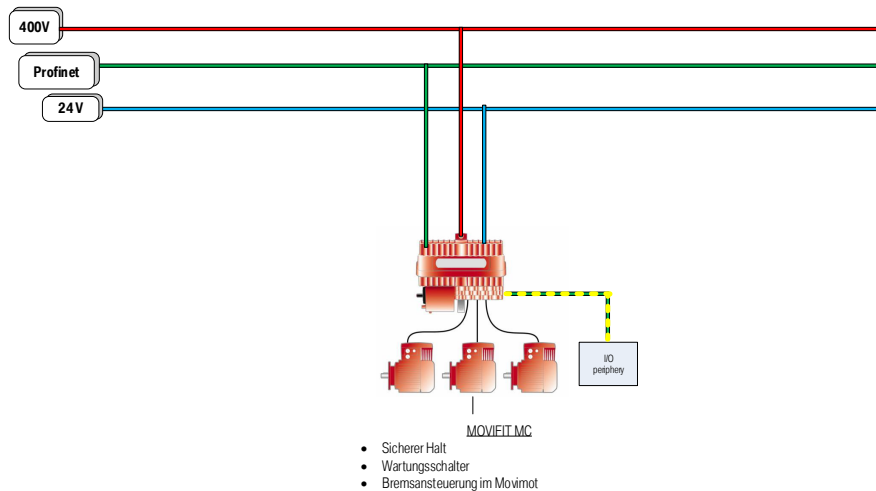 400V
Profinet
24V
I/O
periphery
MOVIFIT MC
• Sicherer Halt
• Wartungsschalter
• Bremsansteuerung im Movimot